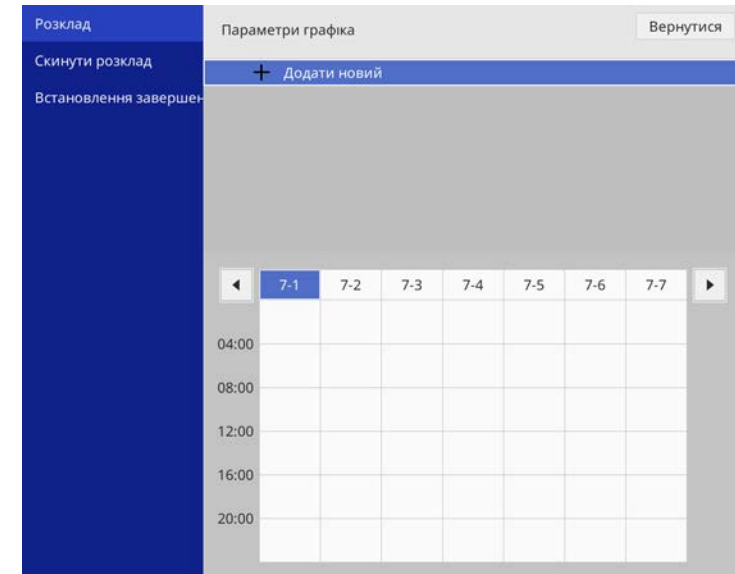 Розклад
Скинути розклад
Встановлення завершен
Параметри графіка
Вернутися
+ Додати новий
7-1 7-2 7-3 7-4 7-5 7-6 7-7
04:00
08:00
12:00
16:00
20:00